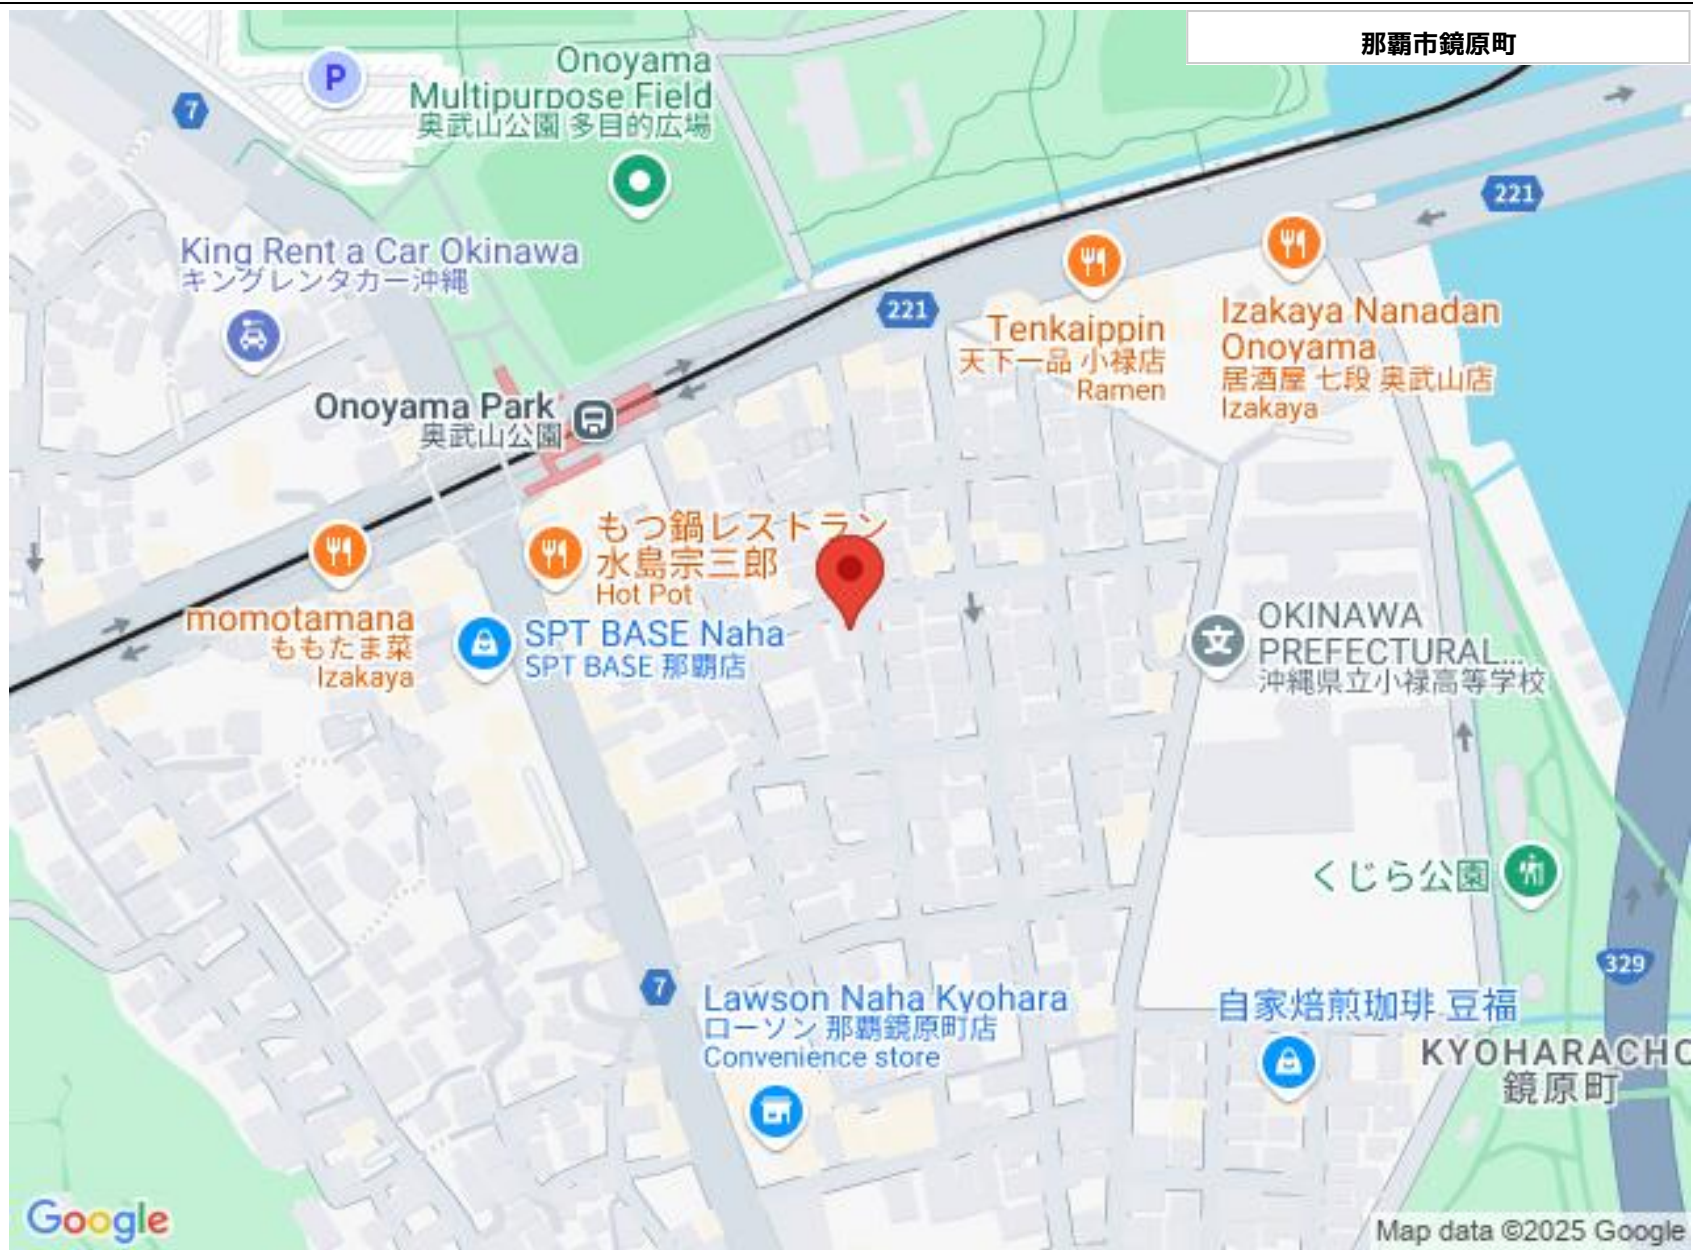 那覇市鏡原町
Onoyama
Multipurpose Field
奥武山公園 多目的広場
P
7
King Rent a Car Okinawa
キングレンタカー沖縄
221
221
Tenkaippin
天下一品 小禄店
Ramen
Izakaya Nanadan
Onoyama
居酒屋 七段 奥武山店
Izakaya
Onoyama Park
奥武山公園
もつ鍋レストラン
水島宗三郎
Hot Pot
momotamana
ももたま菜
Izakaya
SPT BASE Naha
SPT BASE 那覇店
文
OKINAWA
PREFECTURAL...
沖縄県立小禄高等学校
くじら公園
329
7
Lawson Naha Kyohara
ローソン 那覇鏡原町店
Convenience store
自家焙煎珈琲 豆福
KYOHARACHO
鏡原町
Google
Map data ©2025 Google